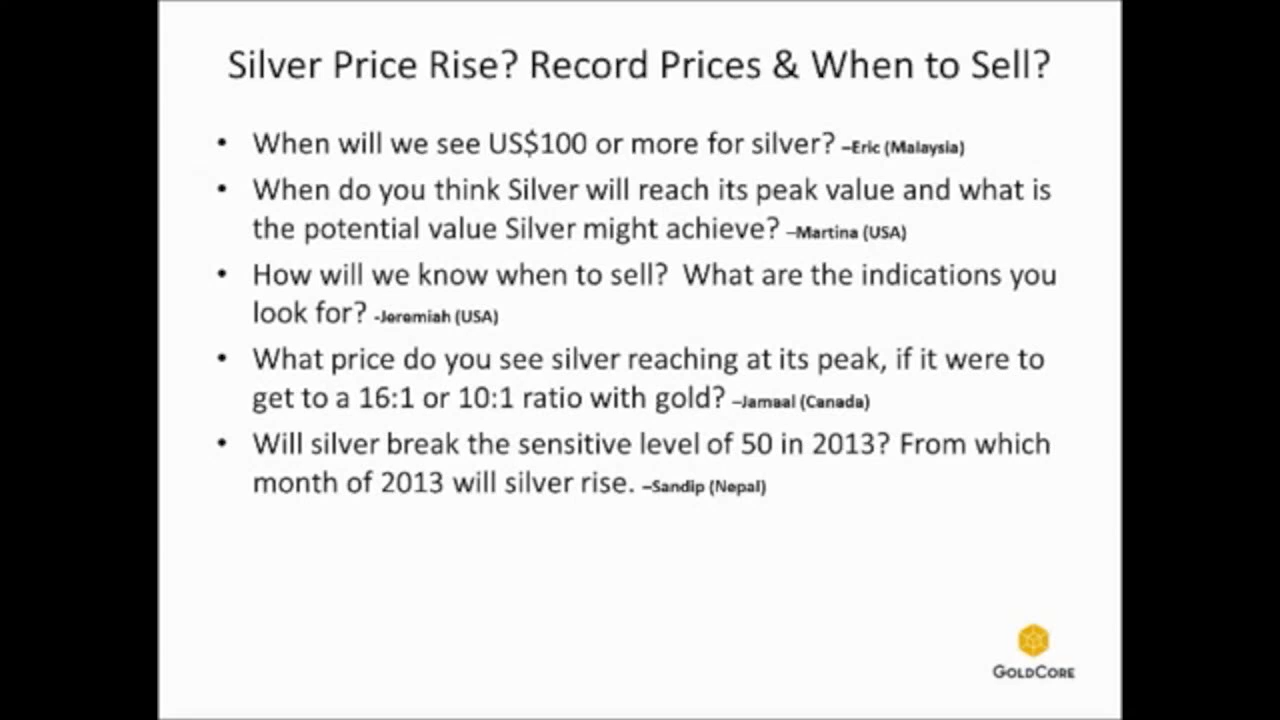 Silver Price Rise? Record Prices & When to Sell?
• When will we see US$100 or more for silver? –Eric (Malaysia)
• When do you think Silver will reach its peak value and what is
the potential value Silver might achieve? –Martina (USA)
• How will we know when to sell?  What are the indications you
look for? -Jeremiah (USA)
• What price do you see silver reaching at its peak, if it were to
get to a 16:1 or 10:1 ratio with gold? –Jamaal (Canada)
• Will silver break the sensitive level of 50 in 2013? From which
month of 2013 will silver rise. –Sandip (Nepal)
GOLDCORE